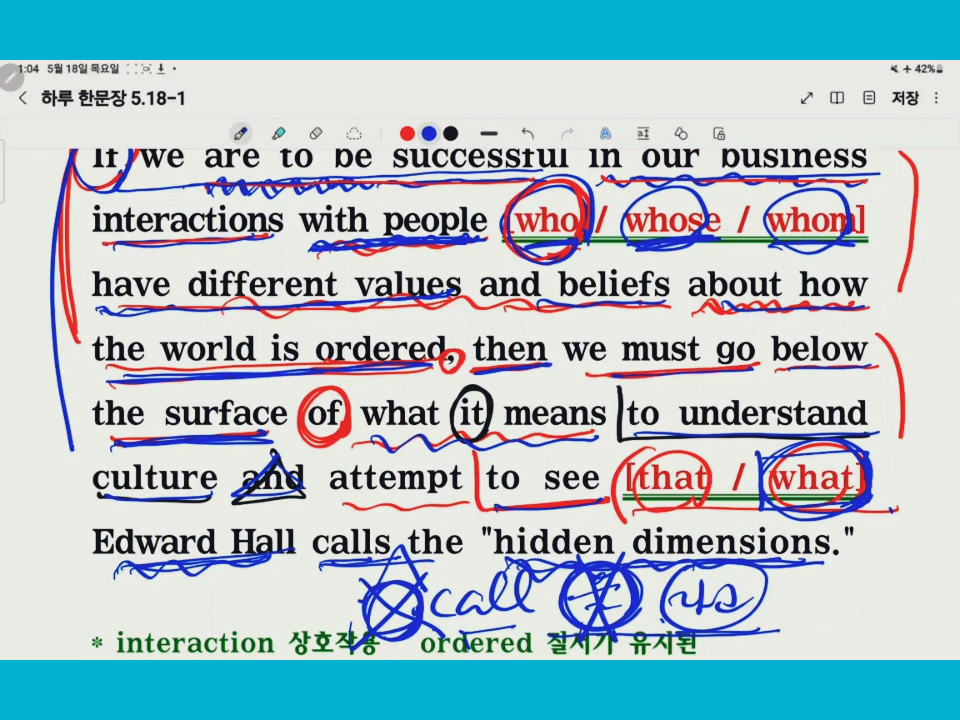 1:04 5월 18일 목요일
42%
하루 한문장 5.18-1
저장
If we are to be successful in our business
interactions with people [who / whose / whom]
have different values and beliefs about how
the world is ordered, then we must go below
the surface of what it means to understand
culture and attempt to see [that / what]
Edward Hall calls the "hidden dimensions."
call
* interaction 상호작용 ordered 질서가 유지된